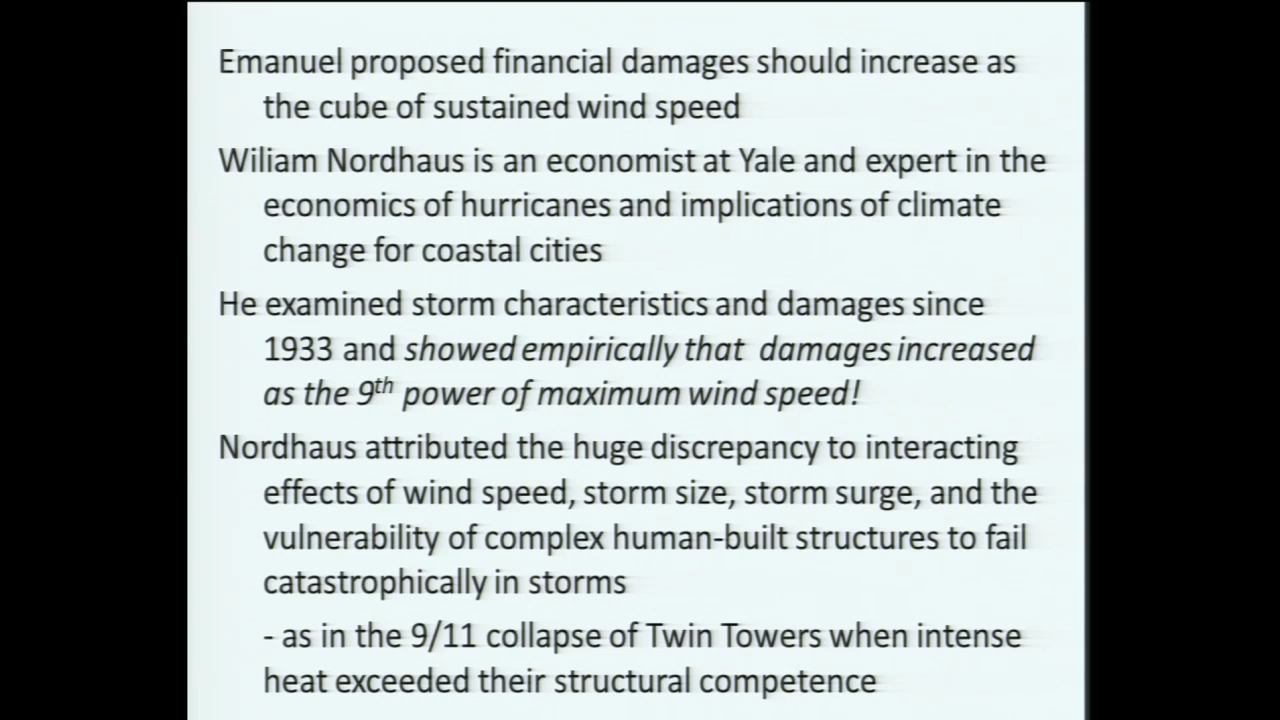 Emanuel proposed financial damages should increase as
the cube of sustained wind speed
Wiliam Nordhaus is an economist at Yale and expert in the
economics of hurricanes and implications of climate
change for coastal cities
He examined storm characteristics and damages since
1933 and showed empirically that damages increased
as the 9th power of maximum wind speed!
Nordhaus attributed the huge discrepancy to interacting
effects of wind speed, storm size, storm surge, and the
vulnerability of complex human-built structures to fail
catastrophically in storms
- as in the 9/11 collapse of Twin Towers when intense
heat exceeded their structural competence